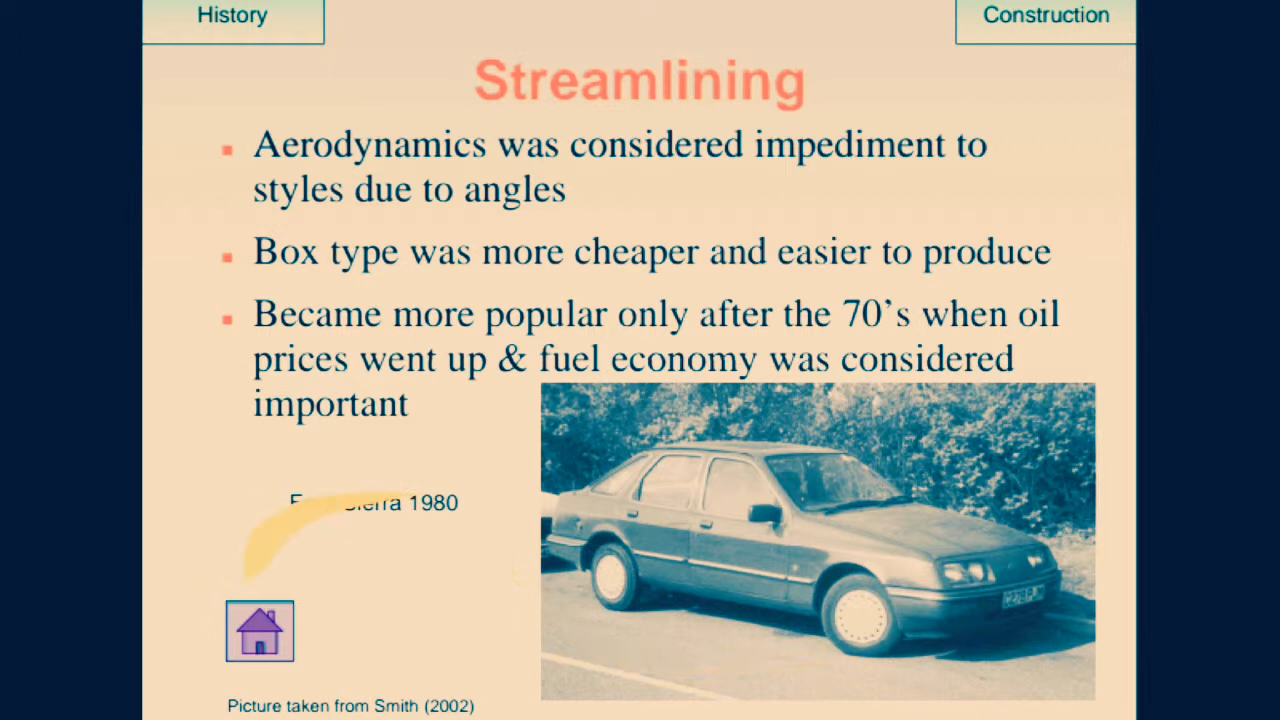 History
Construction
Streamlining
Aerodynamics was considered impediment to
styles due to angles
Box type was more cheaper and easier to produce
Became more popular only after the 70's when oil
prices went up & fuel economy was considered
important
1980
Picture taken from Smith (2002)